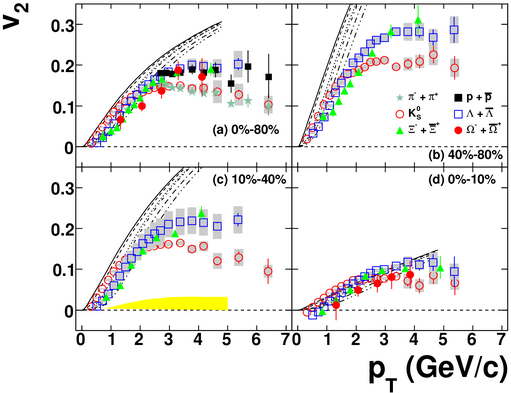 v₂
0.3
0.2
0.1
0
(a) 0%-80%
π⁻ + π⁺
K⁰ₛ
Ξ⁻ + Ξ̄⁺
p + p̄
Λ + Λ̄
Ω⁻ + Ω̄⁺
(b) 40%-80%
0.3
0.2
0.1
0
(c) 10%-40%
(d) 0%-10%
0 1 2 3 4 5 6 7
0 1 2 3 4 5 6 7
p_T (GeV/c)